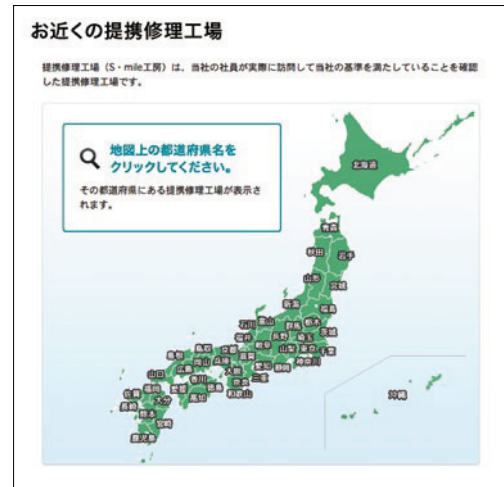 お近くの提携修理工場
提携修理工場（S・mile工房）は、当社の社員が実際に訪問して当社の基準を満たしていることを確認
した提携修理工場です。
地図上の都道府県名を
クリックしてください。
その都道府県にある提携修理工場が表示さ
れます。
北海道
青森
秋田
岩手
山形
宮城
新潟
福島
石川
富山
群馬
栃木
福井
長野
埼玉
茨城
岐阜
島根
鳥取
京都
滋賀
愛知
山梨
東京
千葉
岡山
兵庫
静岡
神奈川
山口
広島
大阪
三重
香川
奈良
佐賀
福岡
愛媛
徳島
和歌山
沖縄
長崎
大分
高知
熊本
宮崎
鹿児島